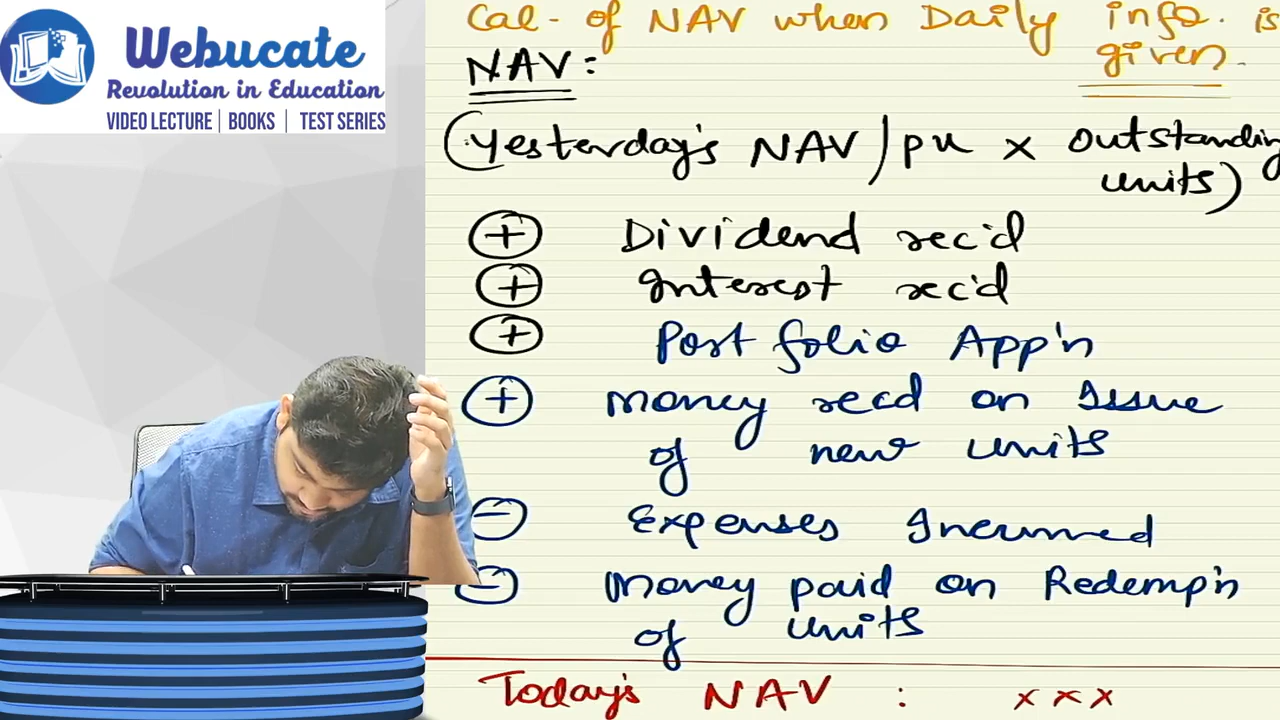 Webucate
Revolution in Education
VIDEO LECTURE | BOOKS | TEST SERIES
Cal- of NAV when Daily info. is
given.
NAV:
(Yesterday's NAV/pu × Outstanding
units)
+ Dividend rec'd
+ Interest rec'd
+ Portfolio App'n
+ Money recd on Issue
of new units
- Expenses Incurred
- Money paid on Redemp'n
of units
Today's NAV : xxx